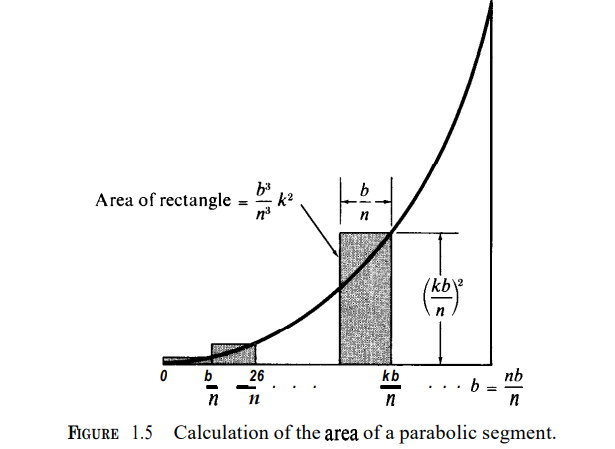 Area of rectangle = b³/n³ k²
b/n
(kb/n)²
0 b/n 26/n · · · kb/n · · · b = nb/n
FIGURE 1.5 Calculation of the area of a parabolic segment.